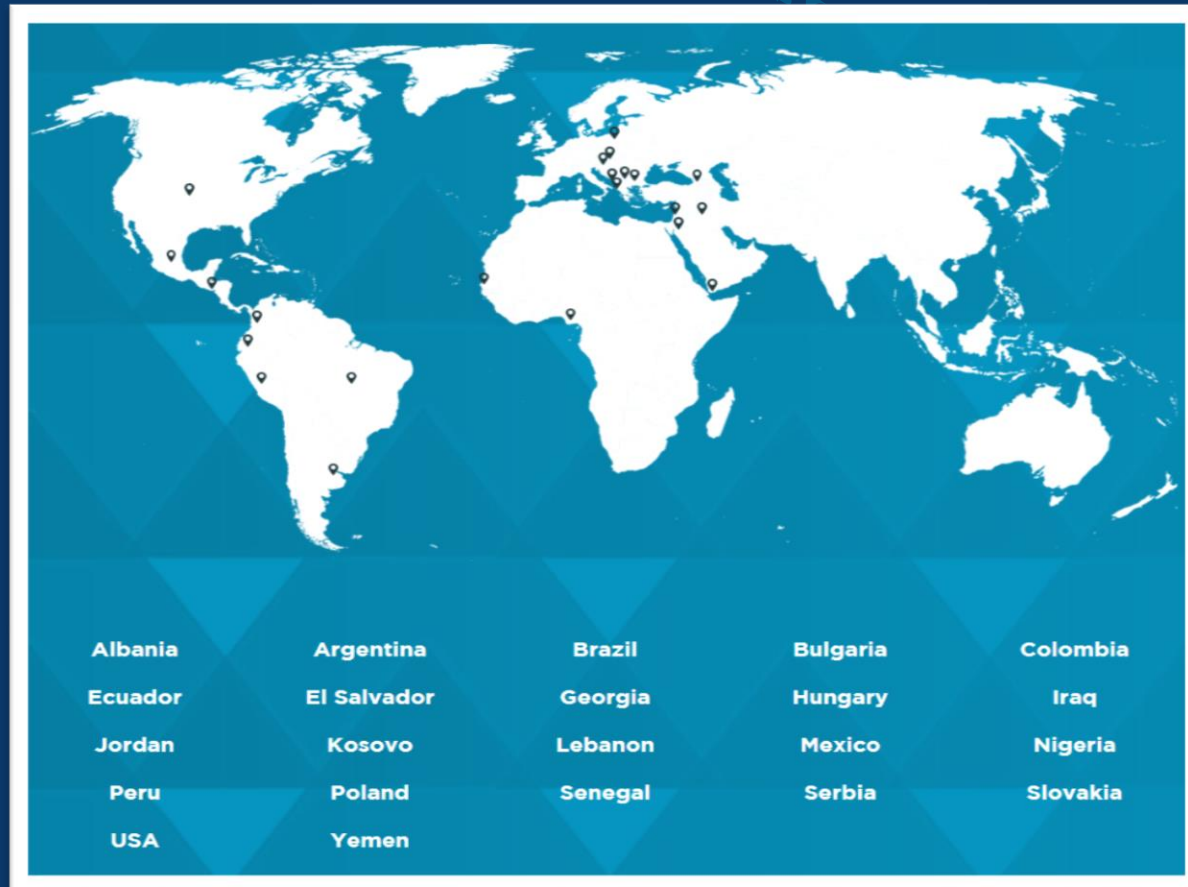 Albania Argentina Brazil Bulgaria Colombia
Ecuador El Salvador Georgia Hungary Iraq
Jordan Kosovo Lebanon Mexico Nigeria
Peru Poland Senegal Serbia Slovakia
USA Yemen